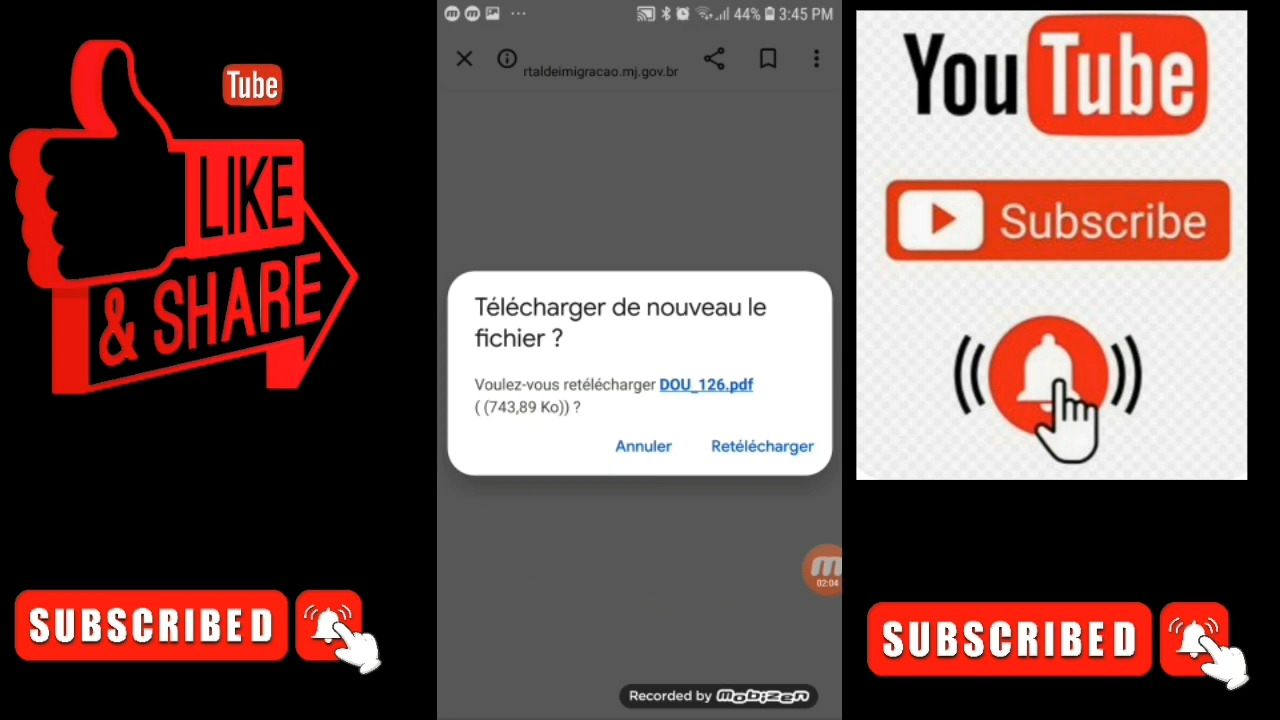 Tube
LIKE
& SHARE
SUBSCRIBED
44% 3:45 PM
rtaldeimigracao.mj.gov.br
Télécharger de nouveau le
fichier ?
Voulez-vous retélécharger DOU_126.pdf
( (743,89 Ko)) ?
Annuler Retélécharger
02:04
Recorded by mobizen
YouTube
Subscribe
SUBSCRIBED